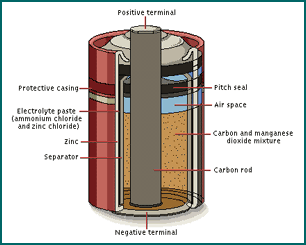 Positive terminal
Protective casing
Pitch seal
Air space
Electrolyte paste
(ammonium chloride
and zinc chloride)
Carbon and manganese
dioxide mixture
Zinc
Separator
Carbon rod
Negative terminal